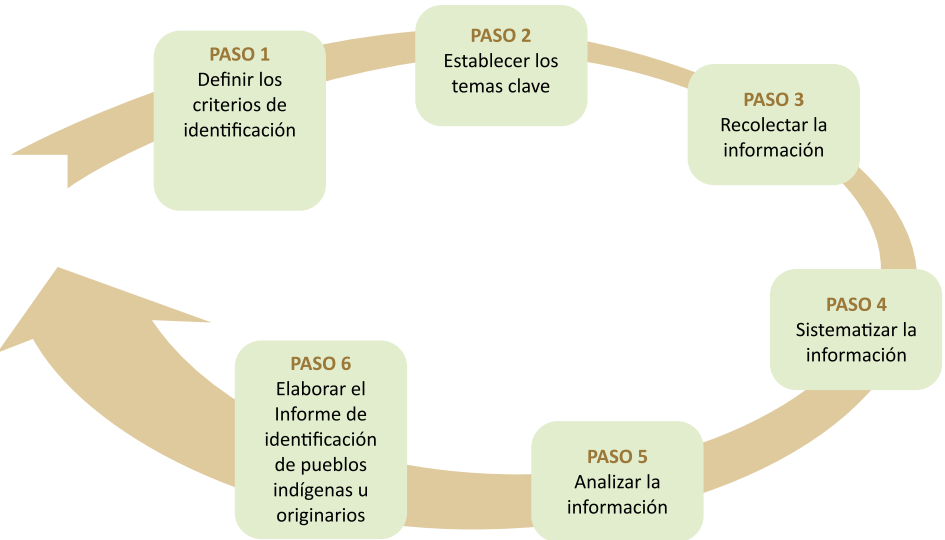 PASO 1
Definir los
criterios de
identificación
PASO 2
Establecer los
temas clave
PASO 3
Recolectar la
información
PASO 4
Sistematizar la
información
PASO 5
Analizar la
información
PASO 6
Elaborar el
Informe de
identificación
de pueblos
indígenas u
originarios